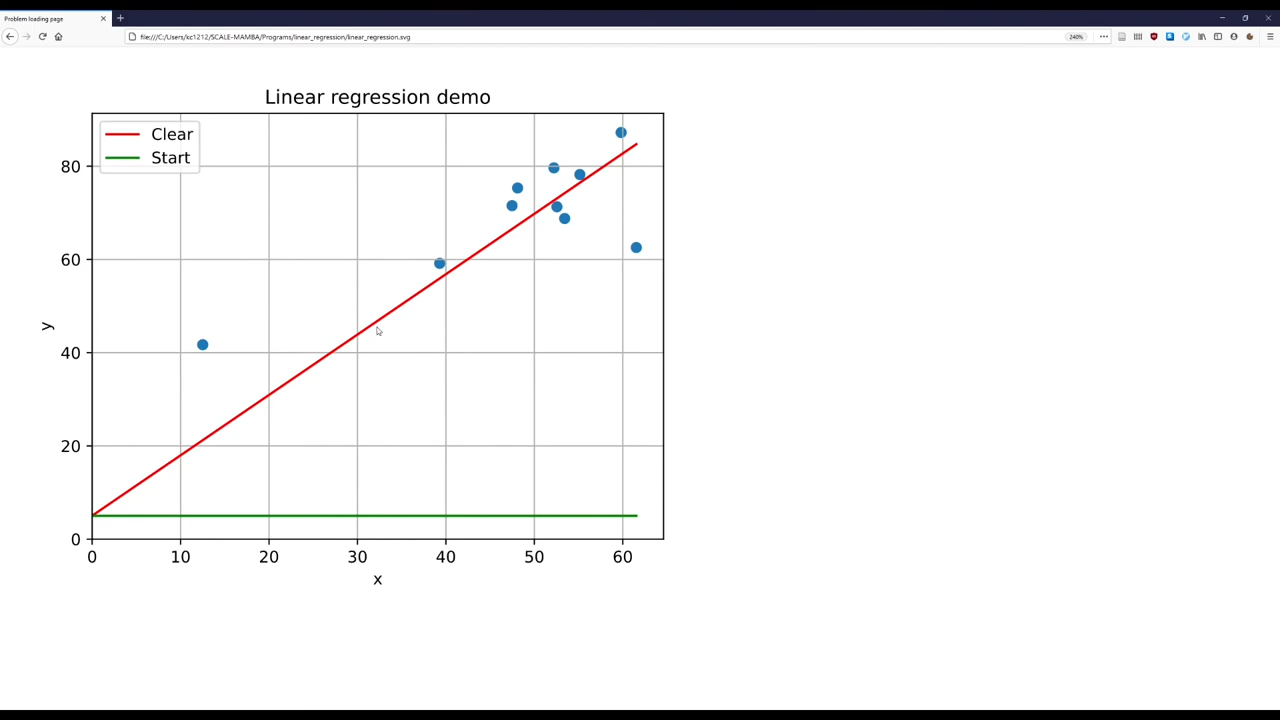 Problem loading page
file:///C:/Users/kc1212/SCALE-MAMBA/Programs/linear_regression/linear_regression.svg
240%
Linear regression demo
Clear
Start
80
60
40
20
0
y
0 10 20 30 40 50 60
x